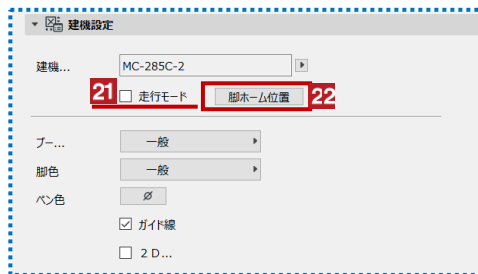 建機設定
建機... MC-285C-2
21 走行モード 脚ホーム位置 22
ブー... 一般
脚色 一般
ペン色
ガイド線
2 D...